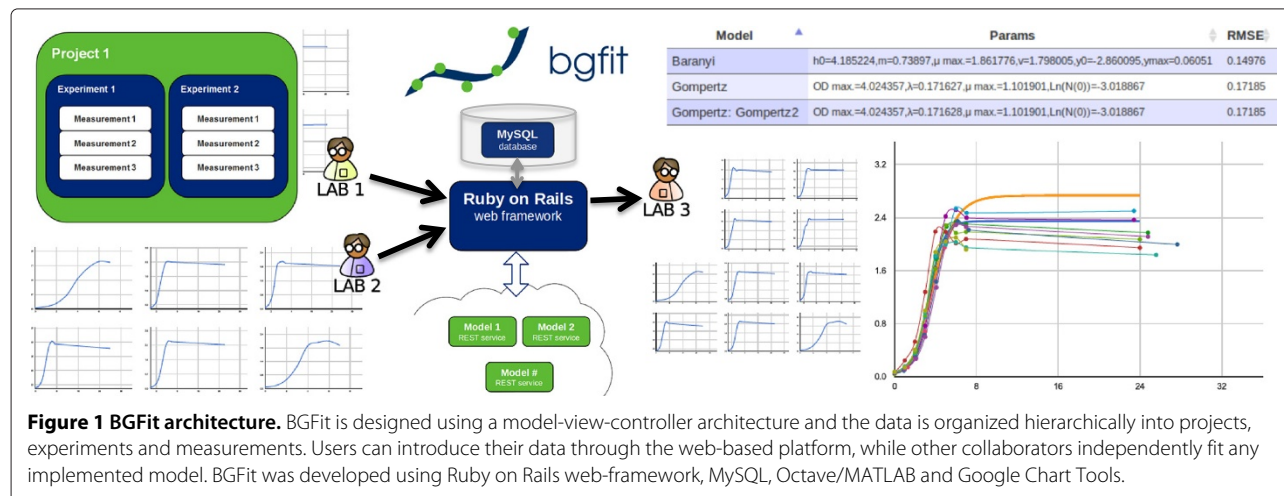 Project 1
Experiment 1
Measurement 1
Measurement 2
Measurement 3
Experiment 2
Measurement 1
Measurement 2
Measurement 3
LAB 1
LAB 2
bgfit
MySQL
database
Ruby on Rails
web framework
Model 1
REST service
Model 2
REST service
Model #
REST service
LAB 3
Model Params RMSE
Baranyi h0=4.185224,m=0.73897,μ max.=1.861776,v=1.798005,y0=-2.860095,ymax=0.06051 0.14976
Gompertz OD max.=4.024357,λ=0.171627,μ max.=1.101901,Ln(N(0))=-3.018867 0.17185
Gompertz: Gompertz2 OD max.=4.024357,λ=0.171628,μ max.=1.101901,Ln(N(0))=-3.018867 0.17185
3.2
2.4
1.6
0.8
0.0
0 8 16 24 32
Figure 1 BGFit architecture. BGFit is designed using a model-view-controller architecture and the data is organized hierarchically into projects,
experiments and measurements. Users can introduce their data through the web-based platform, while other collaborators independently fit any
implemented model. BGFit was developed using Ruby on Rails web-framework, MySQL, Octave/MATLAB and Google Chart Tools.